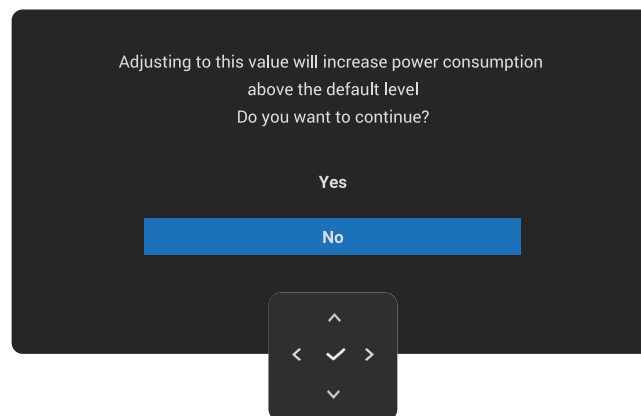 Adjusting to this value will increase power consumption
above the default level
Do you want to continue?
Yes
No